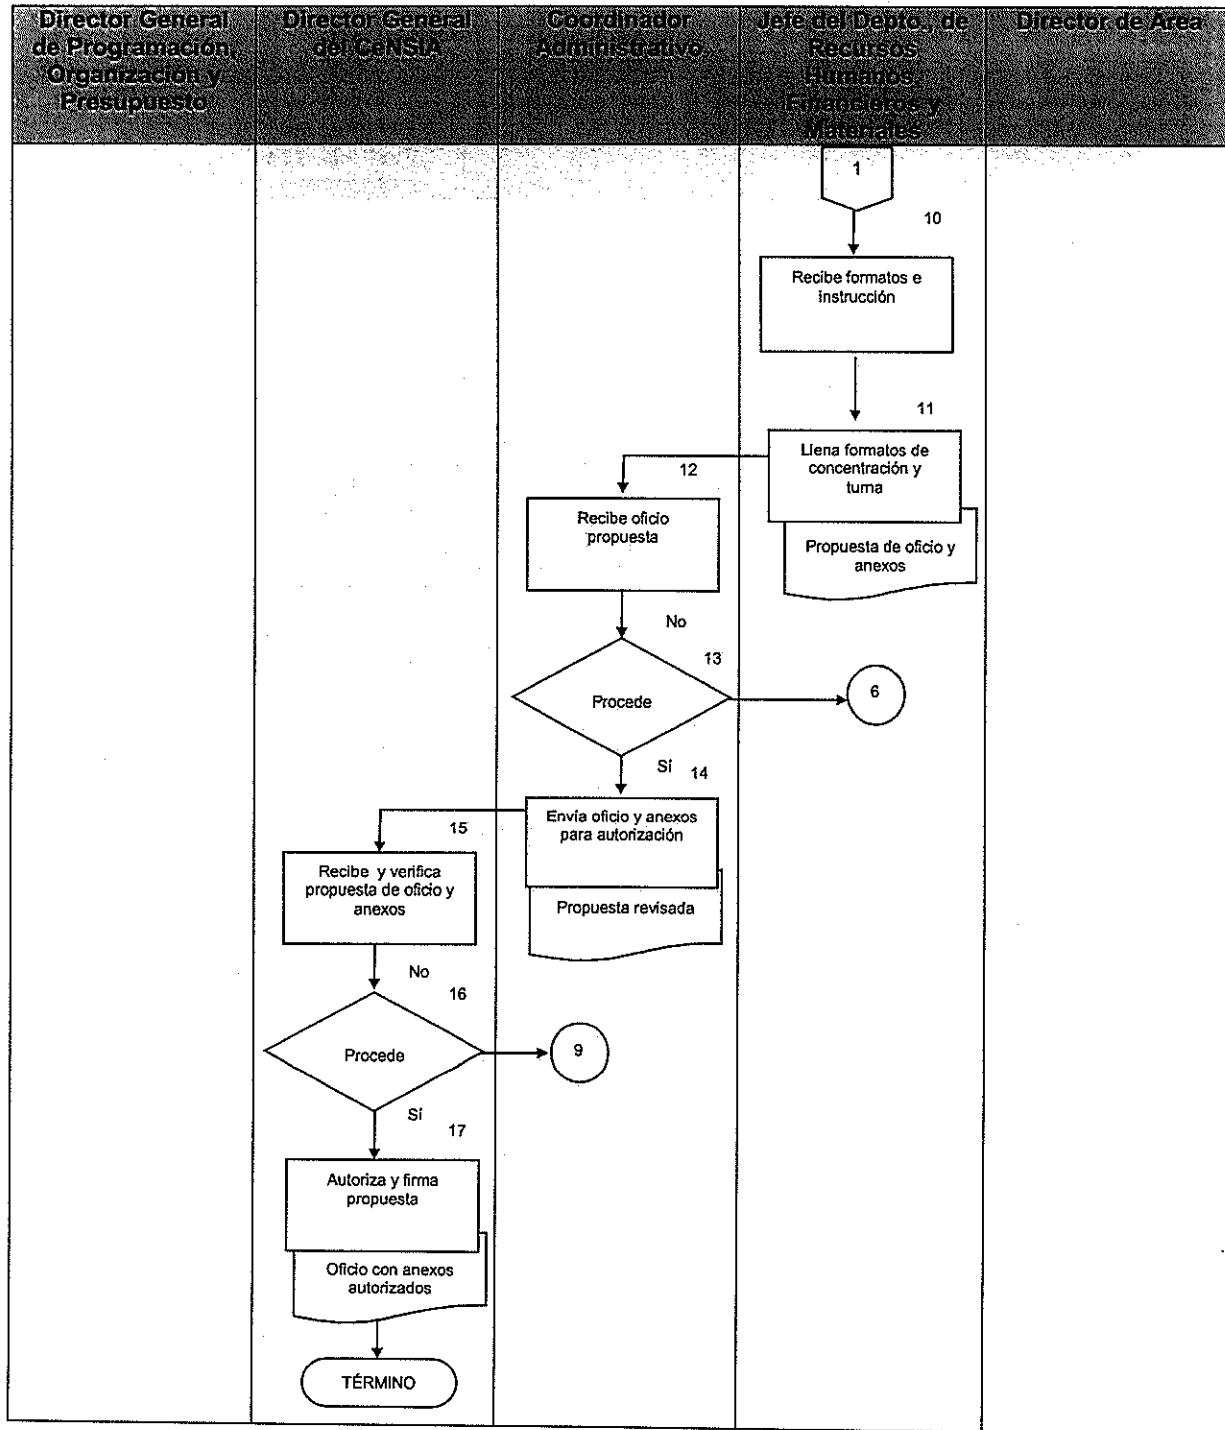 Director General
de Programación,
Organización y
Presupuesto
Director General
del CeNSIA
Coordinador
Administrativo
Jefe del Depto., de
Recursos
Humanos
Financieros y
Materiales
Director de Área
1
10
Recibe formatos e
instrucción
11
Llena formatos de
concentración y
turna
Propuesta de oficio y
anexos
12
Recibe oficio
propuesta
No
13
Procede
6
Sí
14
Envía oficio y anexos
para autorización
Propuesta revisada
15
Recibe y verifica
propuesta de oficio y
anexos
No
16
Procede
9
Sí
17
Autoriza y firma
propuesta
Oficio con anexos
autorizados
TÉRMINO